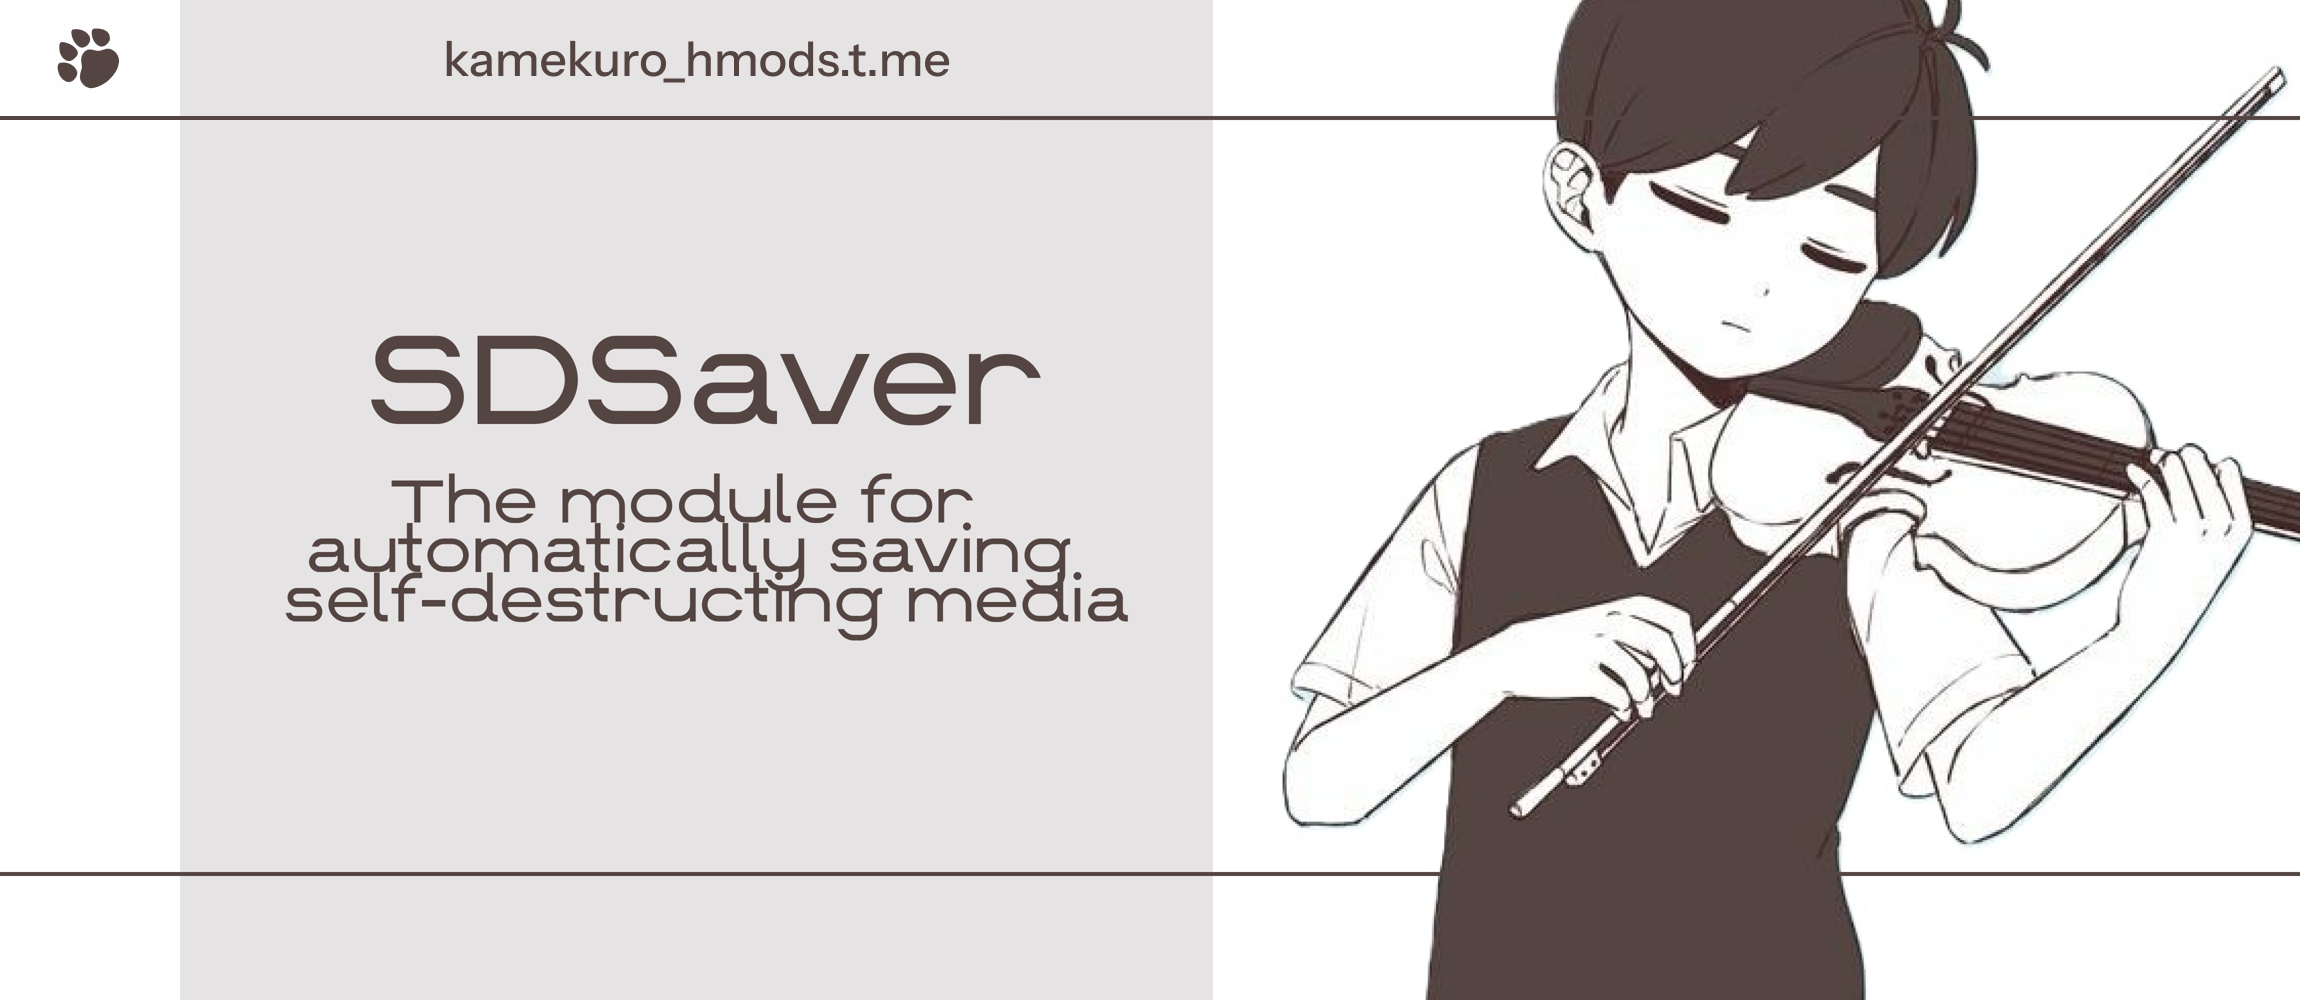 kamekuro_hmods.t.me
SDSaver
The module for
automatically saving
self-destructing media